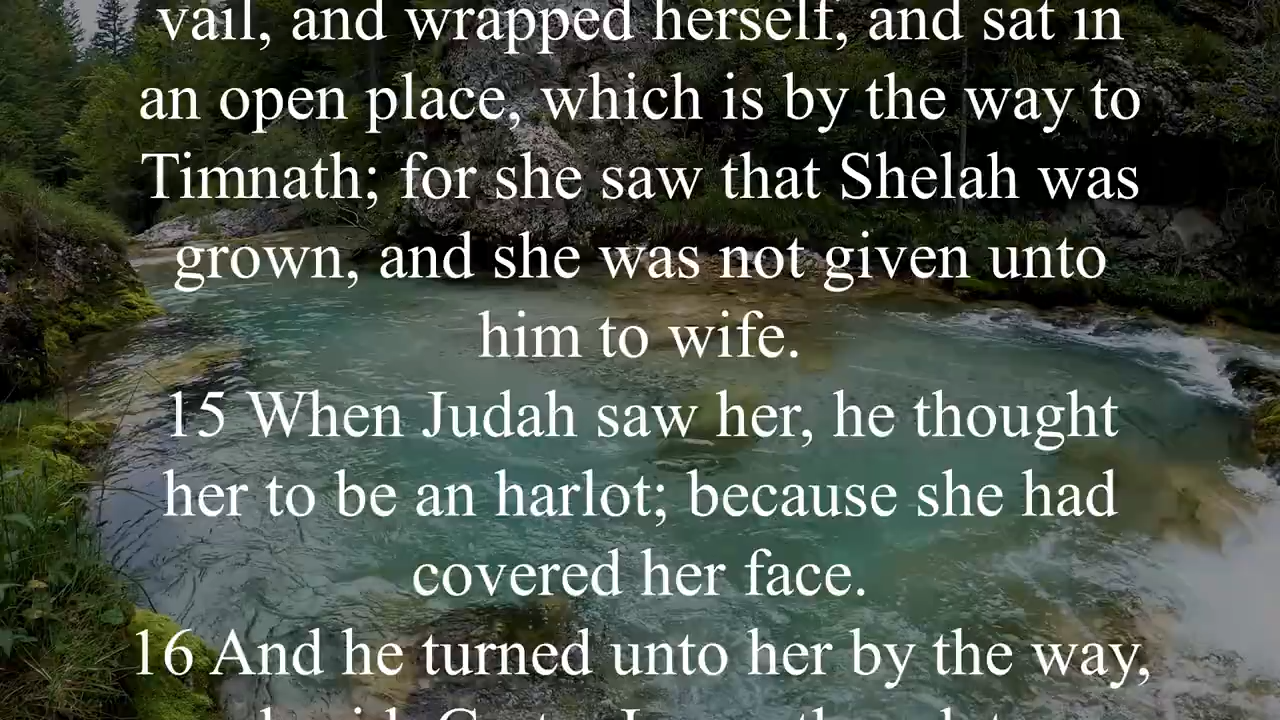 vail, and wrapped herself, and sat in
an open place, which is by the way to
Timnath; for she saw that Shelah was
grown, and she was not given unto
him to wife.
15 When Judah saw her, he thought
her to be an harlot; because she had
covered her face.
16 And he turned unto her by the way,